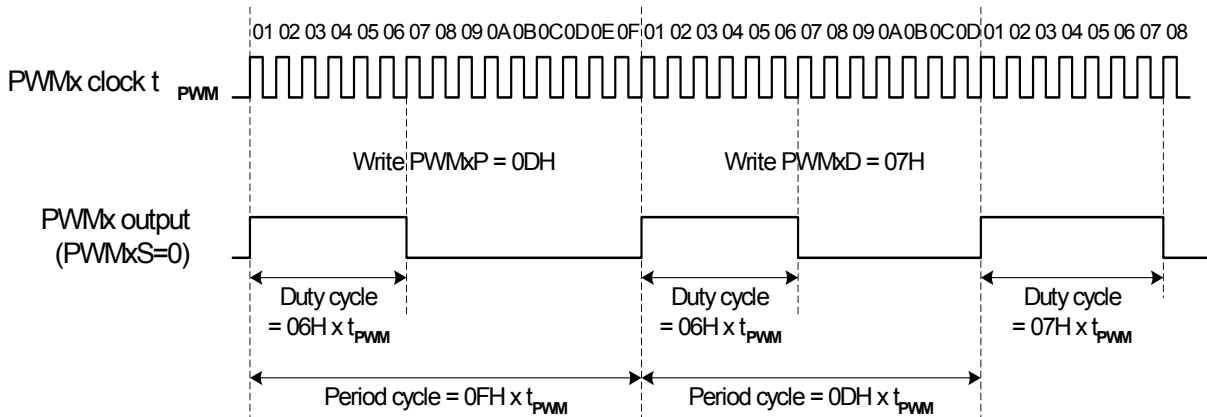 01 02 03 04 05 06 07 08 09 0A 0B 0C 0D 0E 0F 01 02 03 04 05 06 07 08 09 0A 0B 0C 0D 01 02 03 04 05 06 07 08
PWMx clock t PWM
Write PWMxP = 0DH Write PWMxD = 07H
PWMx output
(PWMxS=0)
Duty cycle Duty cycle Duty cycle
= 06H x tPWM = 06H x tPWM = 07H x tPWM
Period cycle = 0FH x tPWM Period cycle = 0DH x tPWM